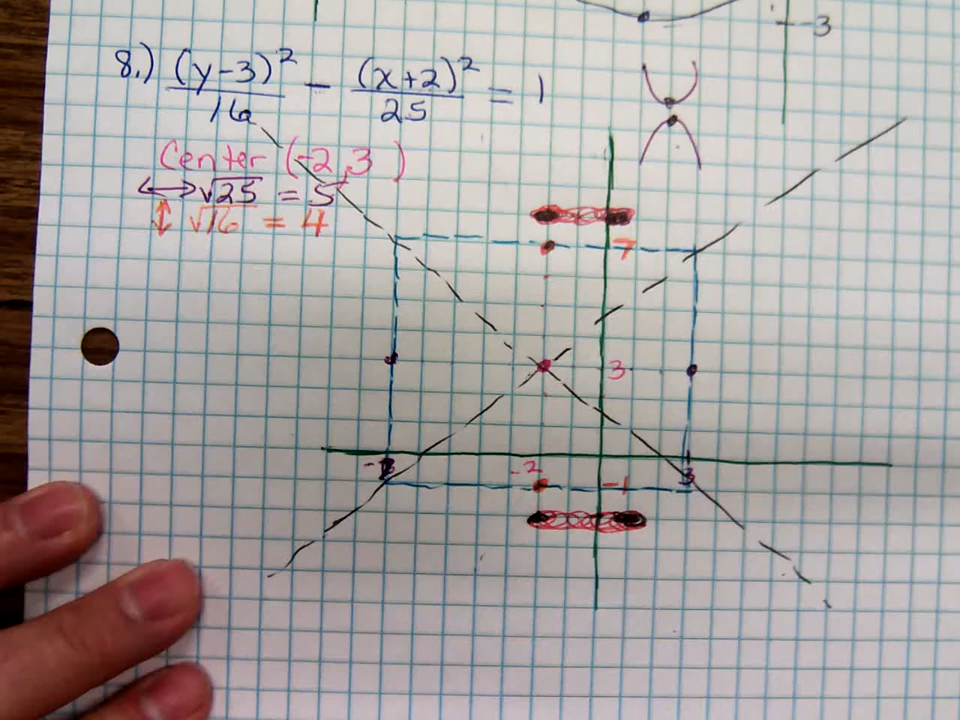 -3
8.) (y-3)² / 16 - (x+2)² / 25 = 1
Center (-2,3)
↔ √25 = 5
↕ √16 = 4
7
3
-2
3
-1